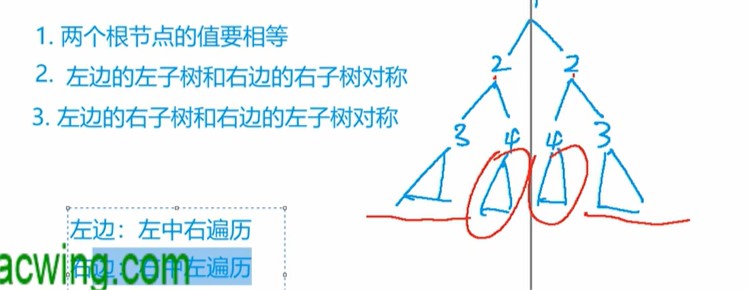 1
1. 两个根节点的值要相等
2. 左边的左子树和右边的右子树对称
3. 左边的右子树和右边的左子树对称
2 2
3 4 4 3
左边：左中右遍历
右边：右中左遍历
acwing.com